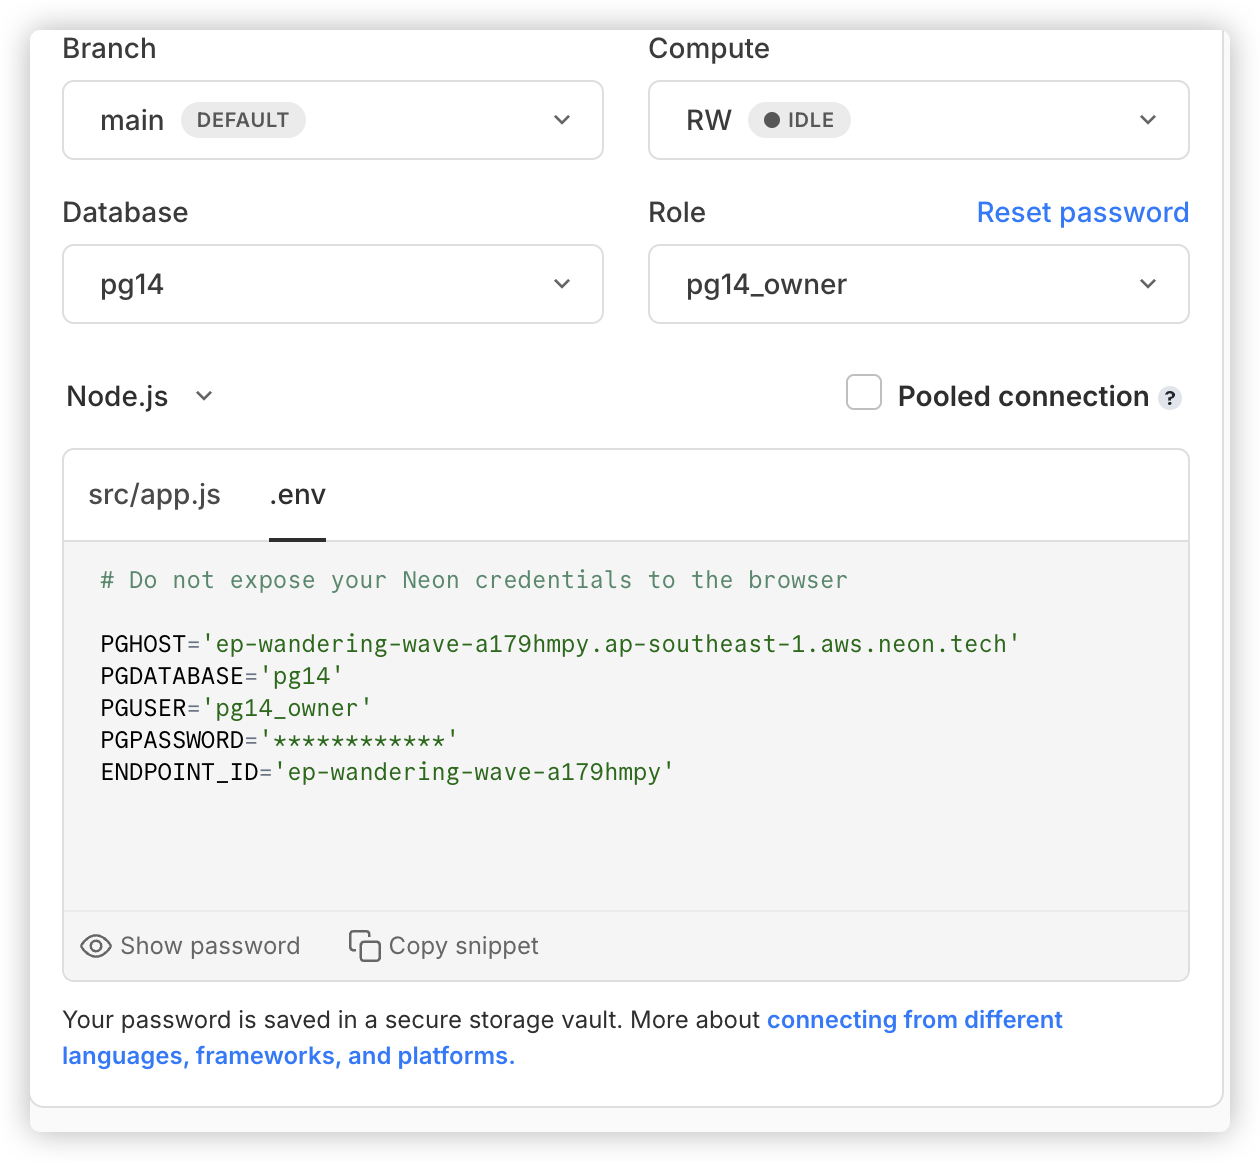 Branch
Compute
main DEFAULT
RW IDLE
Database
Role
Reset password
pg14
pg14_owner
Node.js
Pooled connection ?
src/app.js
.env
# Do not expose your Neon credentials to the browser
PGHOST='ep-wandering-wave-a179hmpy.ap-southeast-1.aws.neon.tech'
PGDATABASE='pg14'
PGUSER='pg14_owner'
PGPASSWORD='************'
ENDPOINT_ID='ep-wandering-wave-a179hmpy'
Show password
Copy snippet
Your password is saved in a secure storage vault. More about connecting from different
languages, frameworks, and platforms.